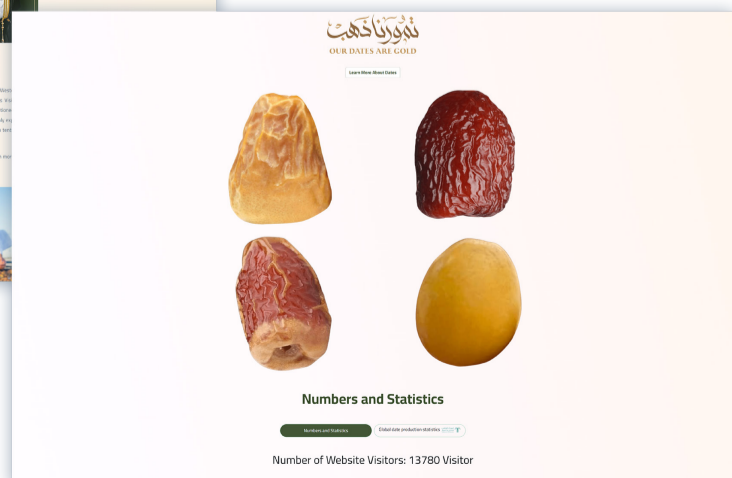 تمورنا ذهب
OUR DATES ARE GOLD
Learn More About Dates
Numbers and Statistics
Numbers and Statistics
Global date production statistics
Number of Website Visitors: 13780 Visitor